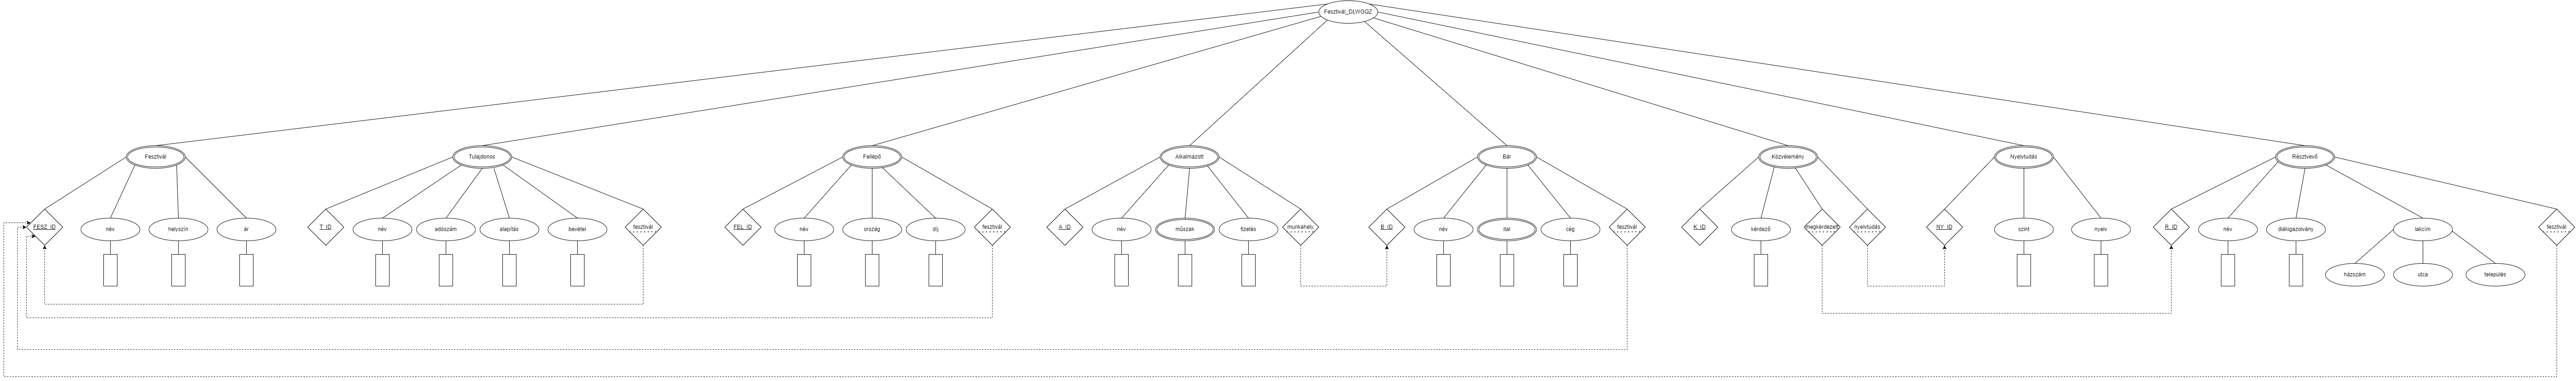 Fesztivál_DLWGQZ
Fesztivál
Tulajdonos
Fellépő
Alkalmazott
Bár
Közvélemény
Nyelvtudás
Résztvevő
FESZ_ID
név
helyszín
ár
T_ID
név
adószám
alapítás
bevétel
fesztivál
FEL_ID
név
ország
díj
fesztivál
A_ID
név
műszak
fizetés
munkahely
B_ID
név
ital
cég
fesztivál
K_ID
kérdező
megkérdezett
nyelvtudás
NY_ID
szint
nyelv
R_ID
név
diákigazolvány
lakcím
fesztivál
házszám
utca
település